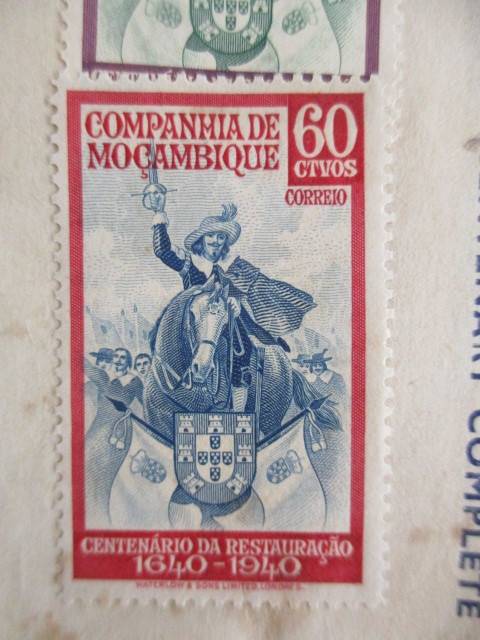 COMPANHIA DE
MOÇAMBIQUE
60
CTVOS
CORREIO
CENTENÁRIO DA RESTAURAÇÃO
1640-1940
WATERLOW & SONS LIMITED, LONDRES.
COMPLETE